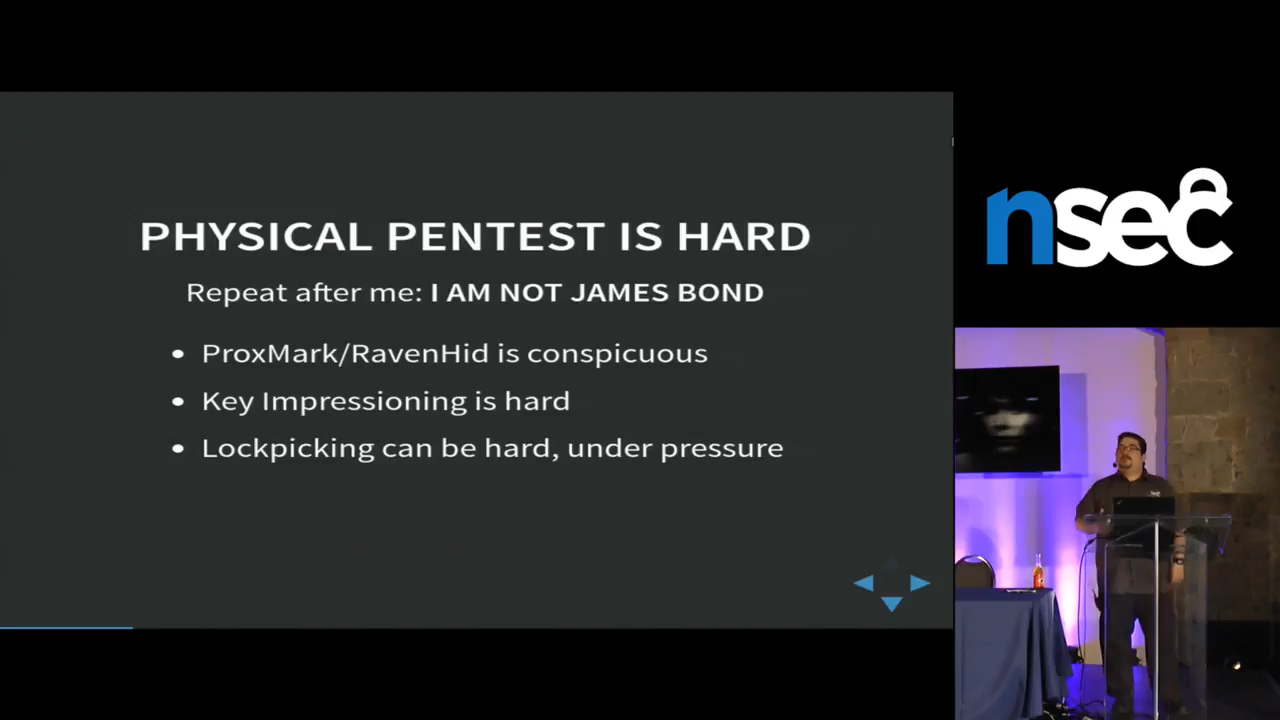 PHYSICAL PENTEST IS HARD
Repeat after me: I AM NOT JAMES BOND
ProxMark/RavenHid is conspicuous
Key Impressioning is hard
Lockpicking can be hard, under pressure
nsec